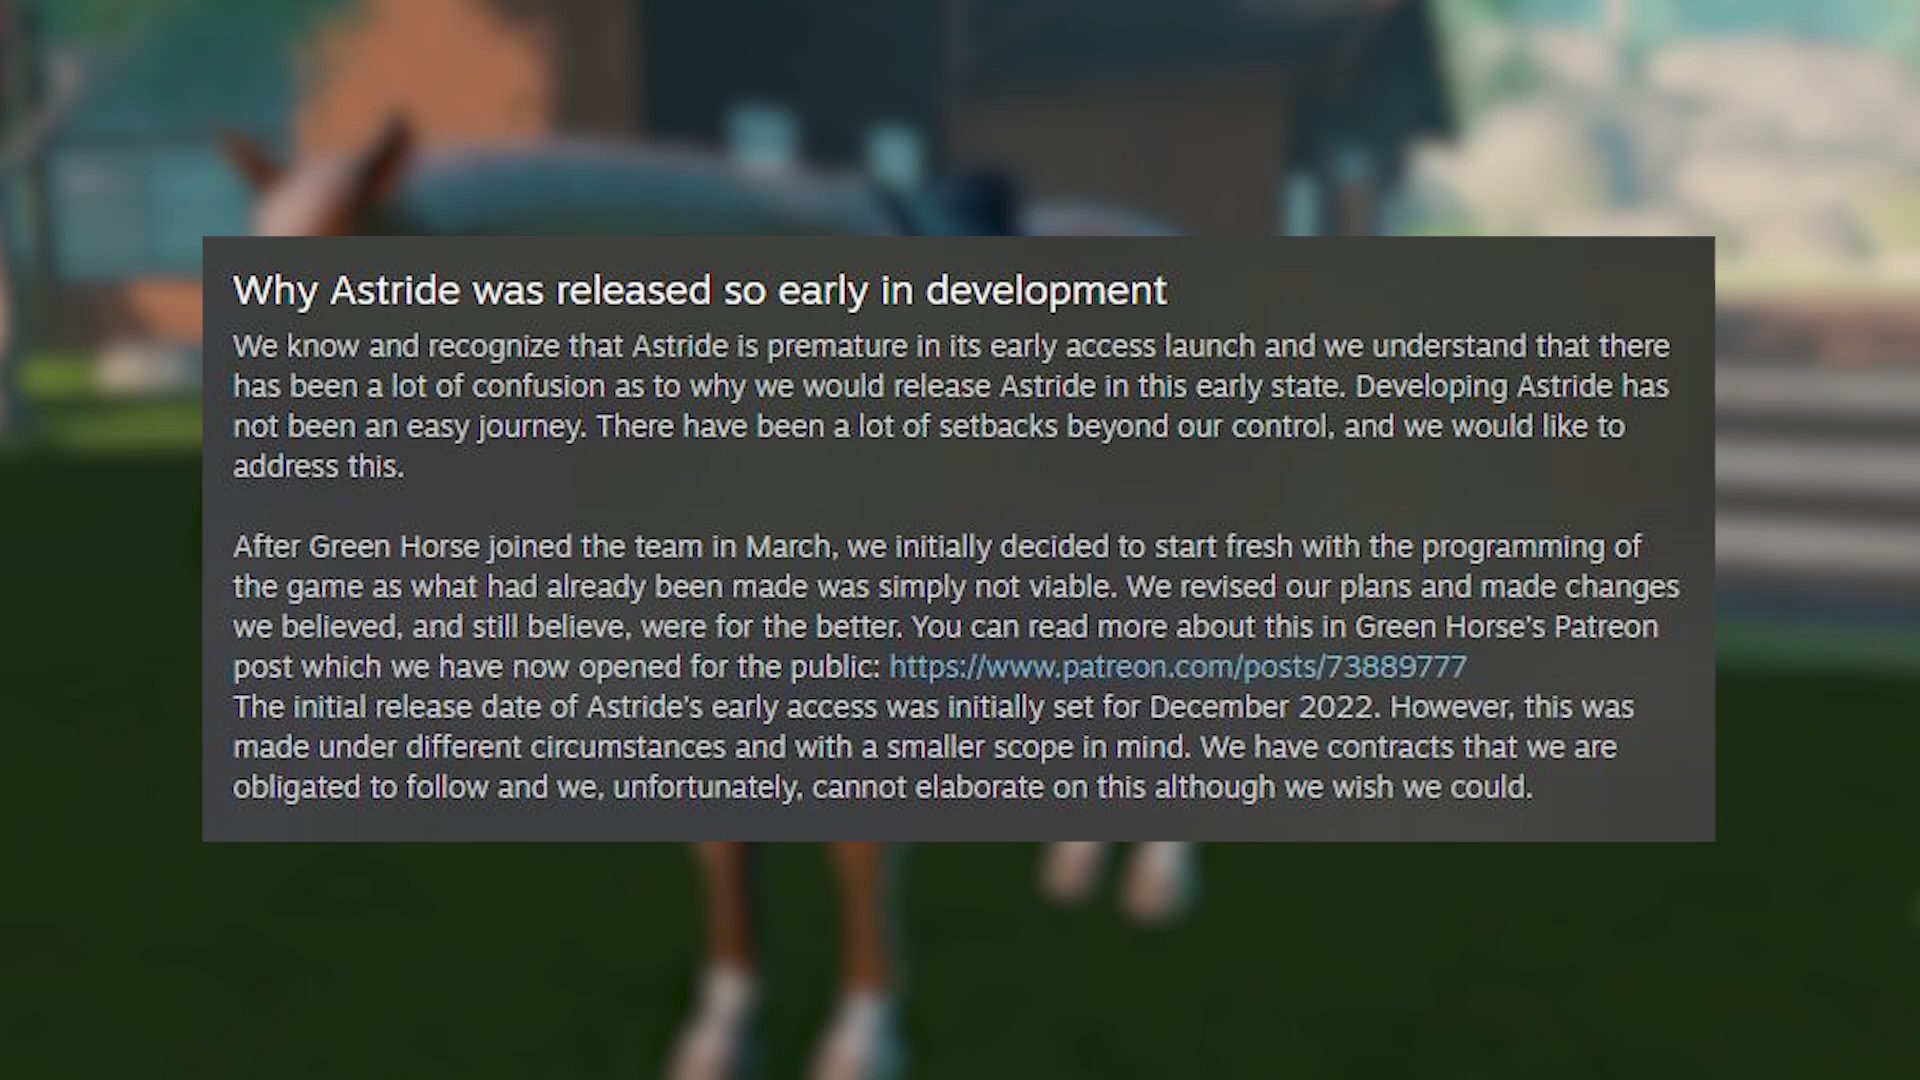 Why Astride was released so early in development
We know and recognize that Astride is premature in its early access launch and we understand that there
has been a lot of confusion as to why we would release Astride in this early state. Developing Astride has
not been an easy journey. There have been a lot of setbacks beyond our control, and we would like to
address this.
After Green Horse joined the team in March, we initially decided to start fresh with the programming of
the game as what had already been made was simply not viable. We revised our plans and made changes
we believed, and still believe, were for the better. You can read more about this in Green Horse's Patreon
post which we have now opened for the public: https://www.patreon.com/posts/73889777
The initial release date of Astride's early access was initially set for December 2022. However, this was
made under different circumstances and with a smaller scope in mind. We have contracts that we are
obligated to follow and we, unfortunately, cannot elaborate on this although we wish we could.